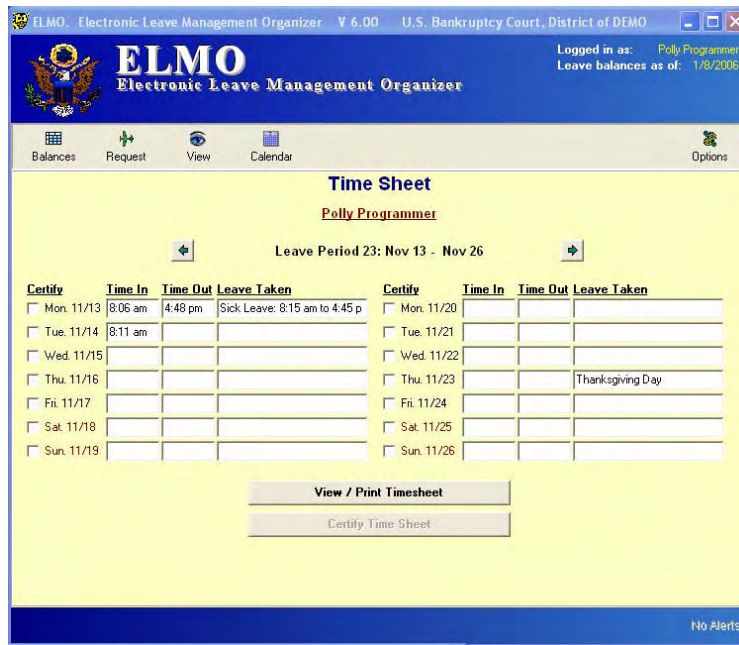 ELMO. Electronic Leave Management Organizer V 6.00 U.S. Bankruptcy Court, District of DEMO
ELMO
Electronic Leave Management Organizer
Logged in as: Polly Programmer
Leave balances as of: 1/8/2006
Balances Request View Calendar Options
Time Sheet
Polly Programmer
Leave Period 23: Nov 13 - Nov 26
Certify Time In Time Out Leave Taken Certify Time In Time Out Leave Taken
Mon. 11/13 8:06 am 4:48 pm Sick Leave: 8:15 am to 4:45 p Mon. 11/20
Tue. 11/14 8:11 am Tue. 11/21
Wed. 11/15 Wed. 11/22
Thu. 11/16 Thu. 11/23 Thanksgiving Day
Fri. 11/17 Fri. 11/24
Sat. 11/18 Sat. 11/25
Sun. 11/19 Sun. 11/26
View / Print Timesheet
Certify Time Sheet
No Alerts